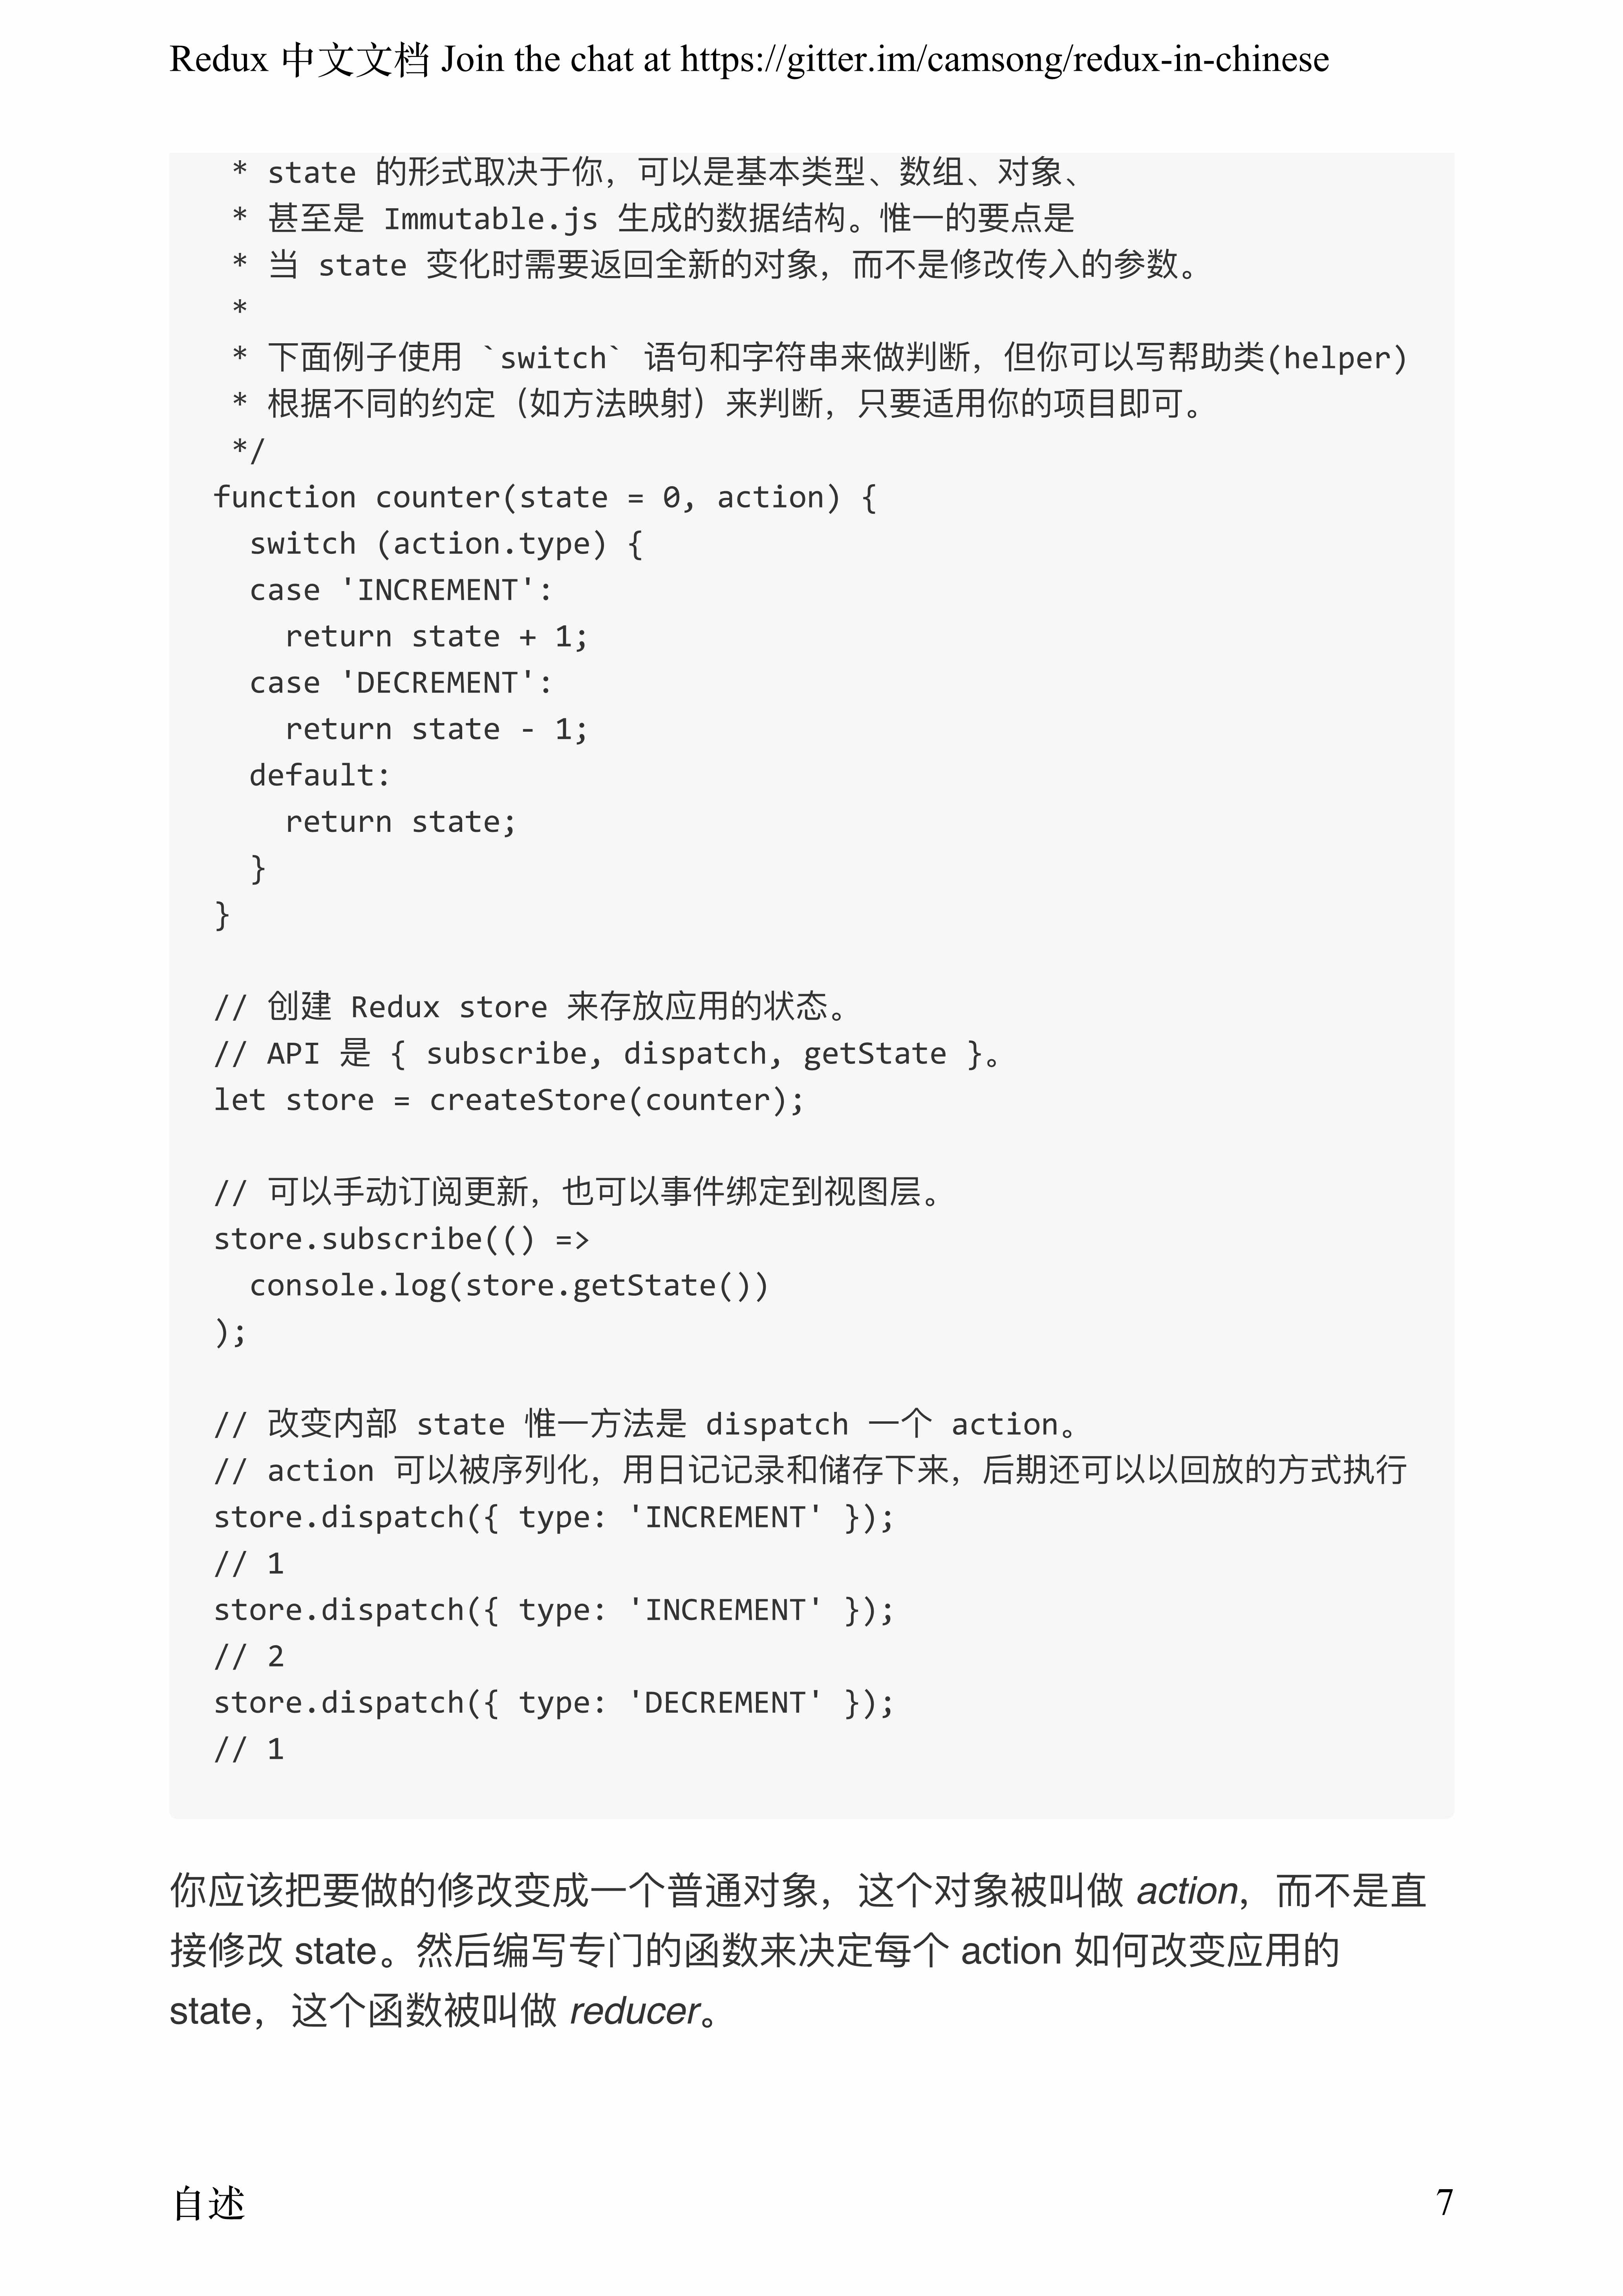 Redux 中文文档 Join the chat at https://gitter.im/camsong/redux-in-chinese
 * state 的形式取决于你，可以是基本类型、数组、对象、
 * 甚至是 Immutable.js 生成的数据结构。惟一的要点是
 * 当 state 变化时需要返回全新的对象，而不是修改传入的参数。
 *
 * 下面例子使用 `switch` 语句和字符串来做判断，但你可以写帮助类(helper)
 * 根据不同的约定（如方法映射）来判断，只要适用你的项目即可。
 */
function counter(state = 0, action) {
  switch (action.type) {
  case 'INCREMENT':
    return state + 1;
  case 'DECREMENT':
    return state - 1;
  default:
    return state;
  }
}

// 创建 Redux store 来存放应用的状态。
// API 是 { subscribe, dispatch, getState }。
let store = createStore(counter);

// 可以手动订阅更新，也可以事件绑定到视图层。
store.subscribe(() =>
  console.log(store.getState())
);

// 改变内部 state 惟一方法是 dispatch 一个 action。
// action 可以被序列化，用日记记录和储存下来，后期还可以以回放的方式执行
store.dispatch({ type: 'INCREMENT' });
// 1
store.dispatch({ type: 'INCREMENT' });
// 2
store.dispatch({ type: 'DECREMENT' });
// 1

你应该把要做的修改变成一个普通对象，这个对象被叫做 action，而不是直
接修改 state。然后编写专门的函数来决定每个 action 如何改变应用的
state，这个函数被叫做 reducer。
自述
7